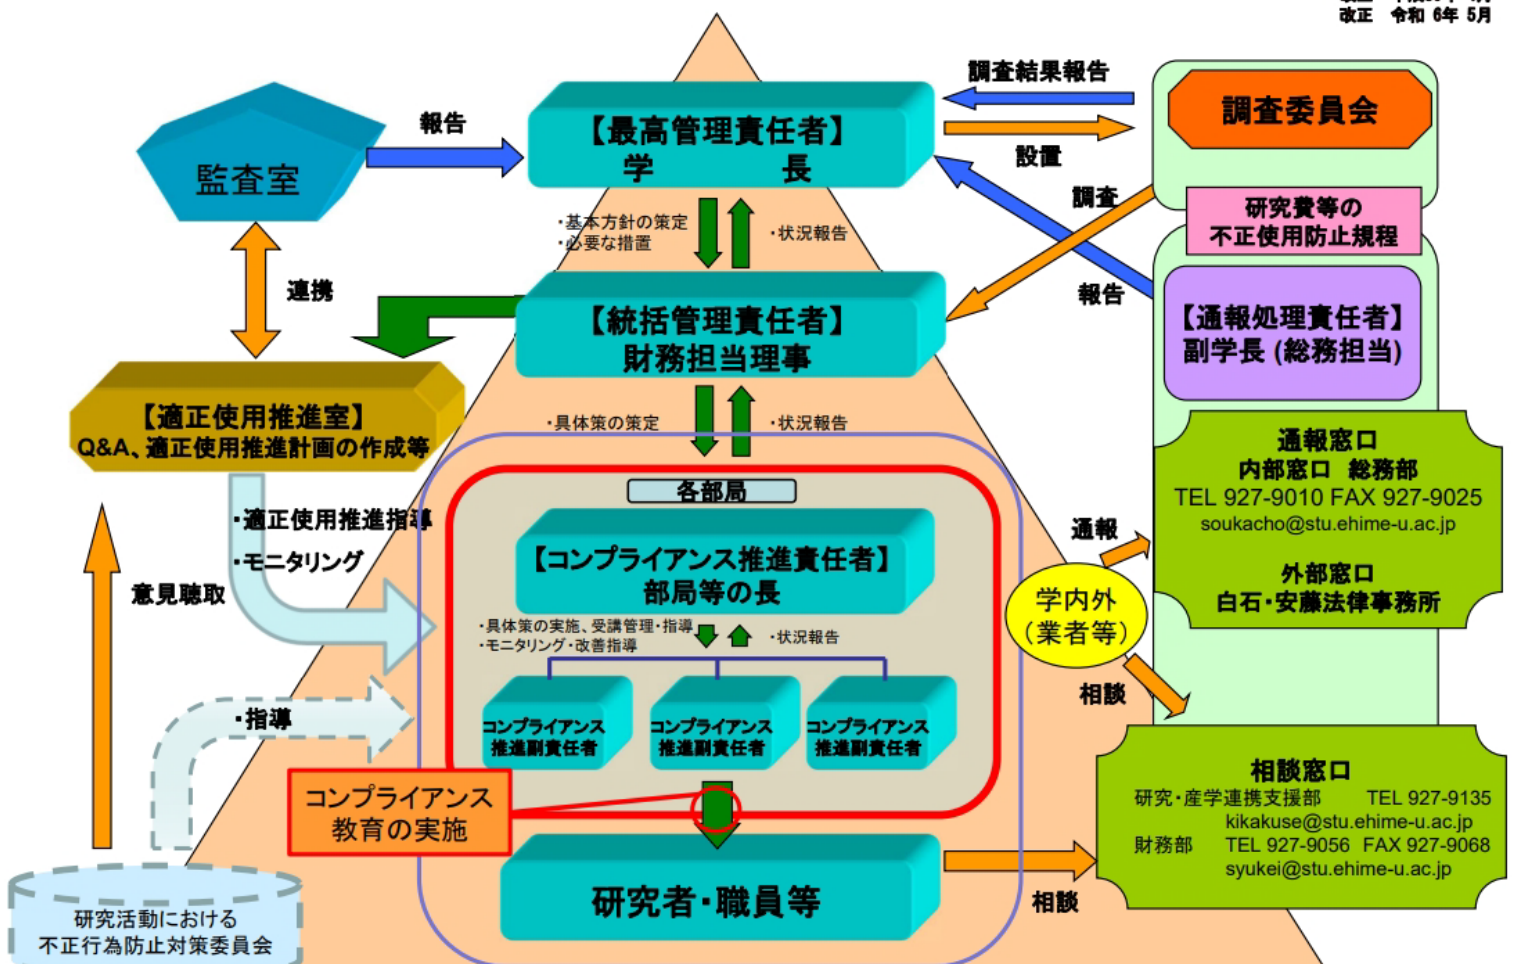 改正 令和 6年 5月
調査結果報告
調査委員会
報告
【最高管理責任者】
学 長
設置
監査室
調査
研究費等の
不正使用防止規程
・基本方針の策定
・必要な措置
・状況報告
連携
報告
【統括管理責任者】
財務担当理事
【通報処理責任者】
副学長 (総務担当)
【適正使用推進室】
Q&A、適正使用推進計画の作成等
・具体策の策定
・状況報告
通報窓口
内部窓口 総務部
TEL 927-9010 FAX 927-9025
soukacho@stu.ehime-u.ac.jp
外部窓口
白石・安藤法律事務所
各部局
・適正使用推進指導
・モニタリング
通報
【コンプライアンス推進責任者】
部局等の長
意見聴取
学内外
(業者等)
・具体策の実施、受講管理・指導
・モニタリング・改善指導
・状況報告
相談
・指導
コンプライアンス
推進副責任者
コンプライアンス
推進副責任者
コンプライアンス
推進副責任者
相談窓口
研究・産学連携支援部 TEL 927-9135
kikakuse@stu.ehime-u.ac.jp
財務部 TEL 927-9056 FAX 927-9068
syukei@stu.ehime-u.ac.jp
コンプライアンス
教育の実施
研究者・職員等
相談
研究活動における
不正行為防止対策委員会